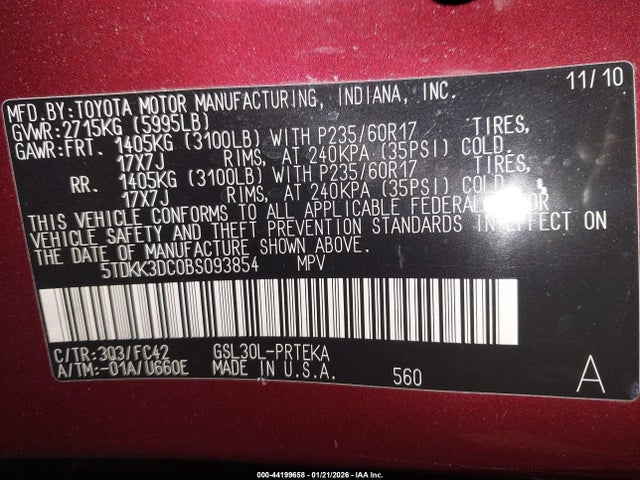 11/10
MFD.BY:TOYOTA MOTOR MANUFACTURING, INDIANA, INC.
GVWR:2715KG (5995LB)
GAWR:FRT. 1405KG (3100LB) WITH P235/60R17 TIRES,
17X7J RIMS, AT 240KPA (35PSI) COLD.
RR. 1405KG (3100LB) WITH P235/60R17 TIRES,
17X7J RIMS, AT 240KPA (35PSI) COLD
THIS VEHICLE CONFORMS TO ALL APPLICABLE FEDERAL
VEHICLE SAFETY AND THEFT PREVENTION STANDARDS IN EFFECT ON
THE DATE OF MANUFACTURE SHOWN ABOVE.
5TDKK3DC0BS093854 MPV
C/TR:3Q3/FC42 GSL30L-PRTEKA
A/TM:-01A/U660E MADE IN U.S.A. 560 A
000-44199658 - 01/21/2026 - IAA Inc.